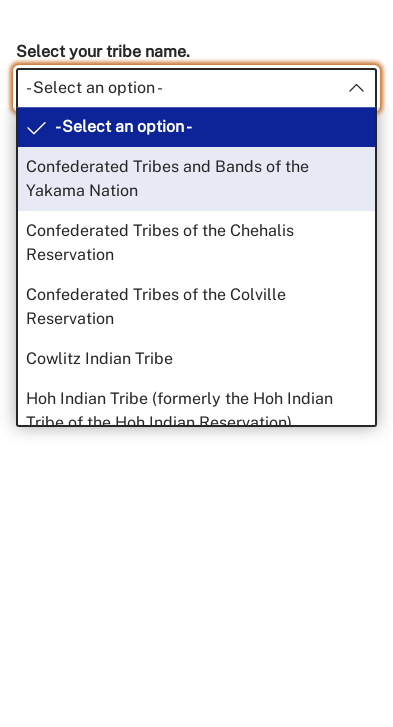 Select your tribe name.
- Select an option -
- Select an option -
Confederated Tribes and Bands of the
Yakama Nation
Confederated Tribes of the Chehalis
Reservation
Confederated Tribes of the Colville
Reservation
Cowlitz Indian Tribe
Hoh Indian Tribe (formerly the Hoh Indian
Tribe of the Hoh Indian Reservation)